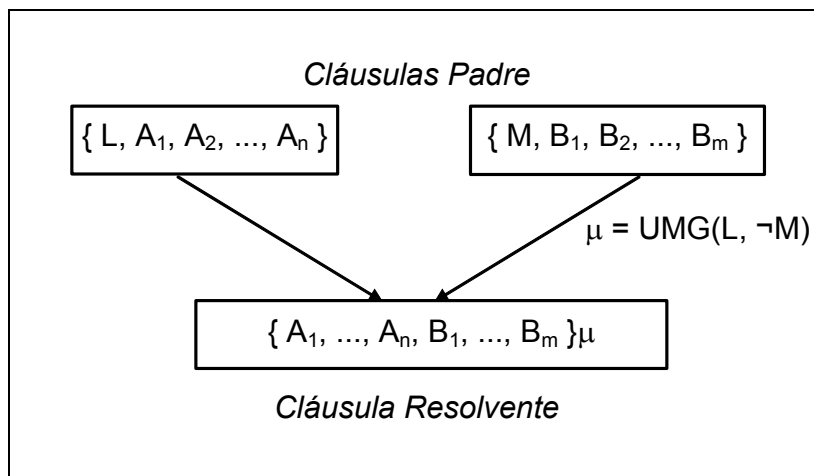 Cláusulas Padre
{ L, A₁, A₂, ..., Aₙ }
{ M, B₁, B₂, ..., Bₘ }
μ = UMG(L, ¬M)
{ A₁, ..., Aₙ, B₁, ..., Bₘ }μ
Cláusula Resolvente